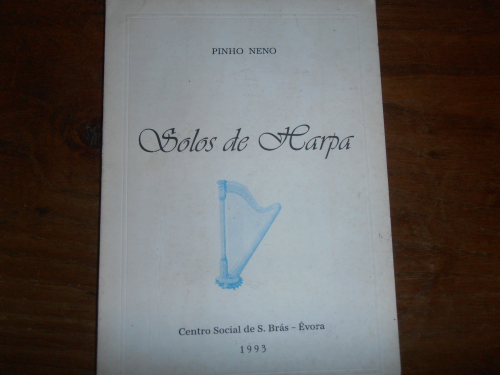 PINHO NENO
Solos de Harpa
Centro Social de S. Brás – Évora
1993